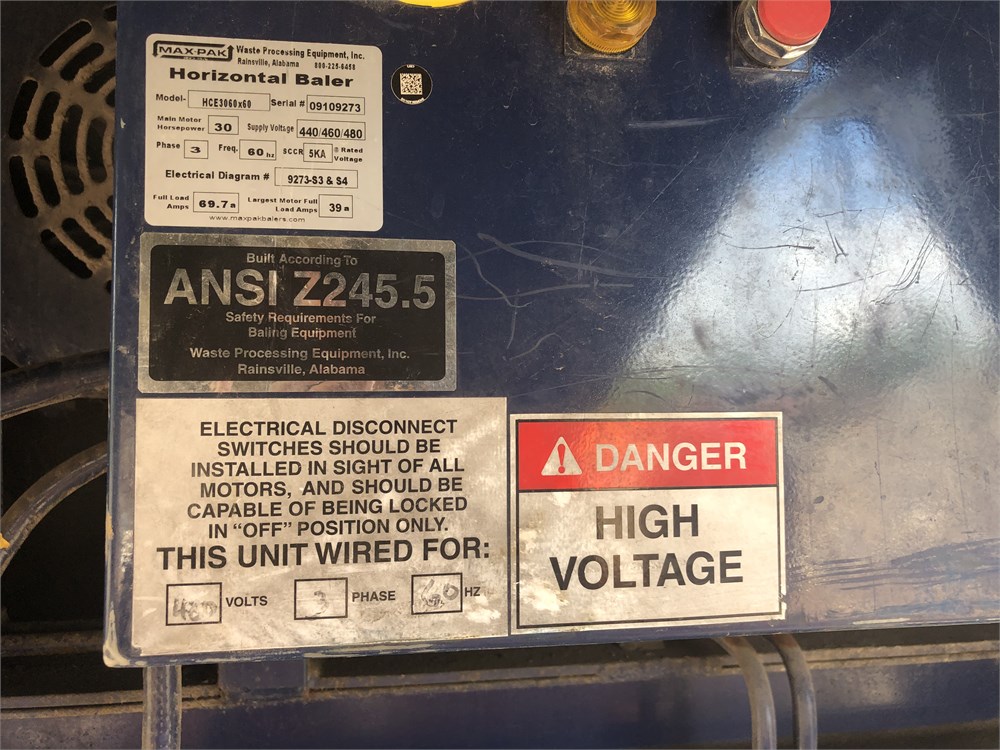 MAX-PAK Waste Processing Equipment, Inc.
Rainsville, Alabama 800-225-6458
Horizontal Baler
Model- HCE3060x60 Serial # 09109273
Main Motor Horsepower 30 Supply Voltage 440/460/480
Phase 3 Freq. 60 hz SCCR 5KA @ Rated Voltage
Electrical Diagram # 9273-S3 & S4
Full Load Amps 69.7a Largest Motor Full Load Amps 39a
www.maxpakbalers.com
Built According To
ANSI Z245.5
Safety Requirements For
Baling Equipment
Waste Processing Equipment, Inc.
Rainsville, Alabama
ELECTRICAL DISCONNECT
SWITCHES SHOULD BE
INSTALLED IN SIGHT OF ALL
MOTORS, AND SHOULD BE
CAPABLE OF BEING LOCKED
IN “OFF” POSITION ONLY.
THIS UNIT WIRED FOR:
480 VOLTS 3 PHASE 60 HZ
DANGER
HIGH
VOLTAGE